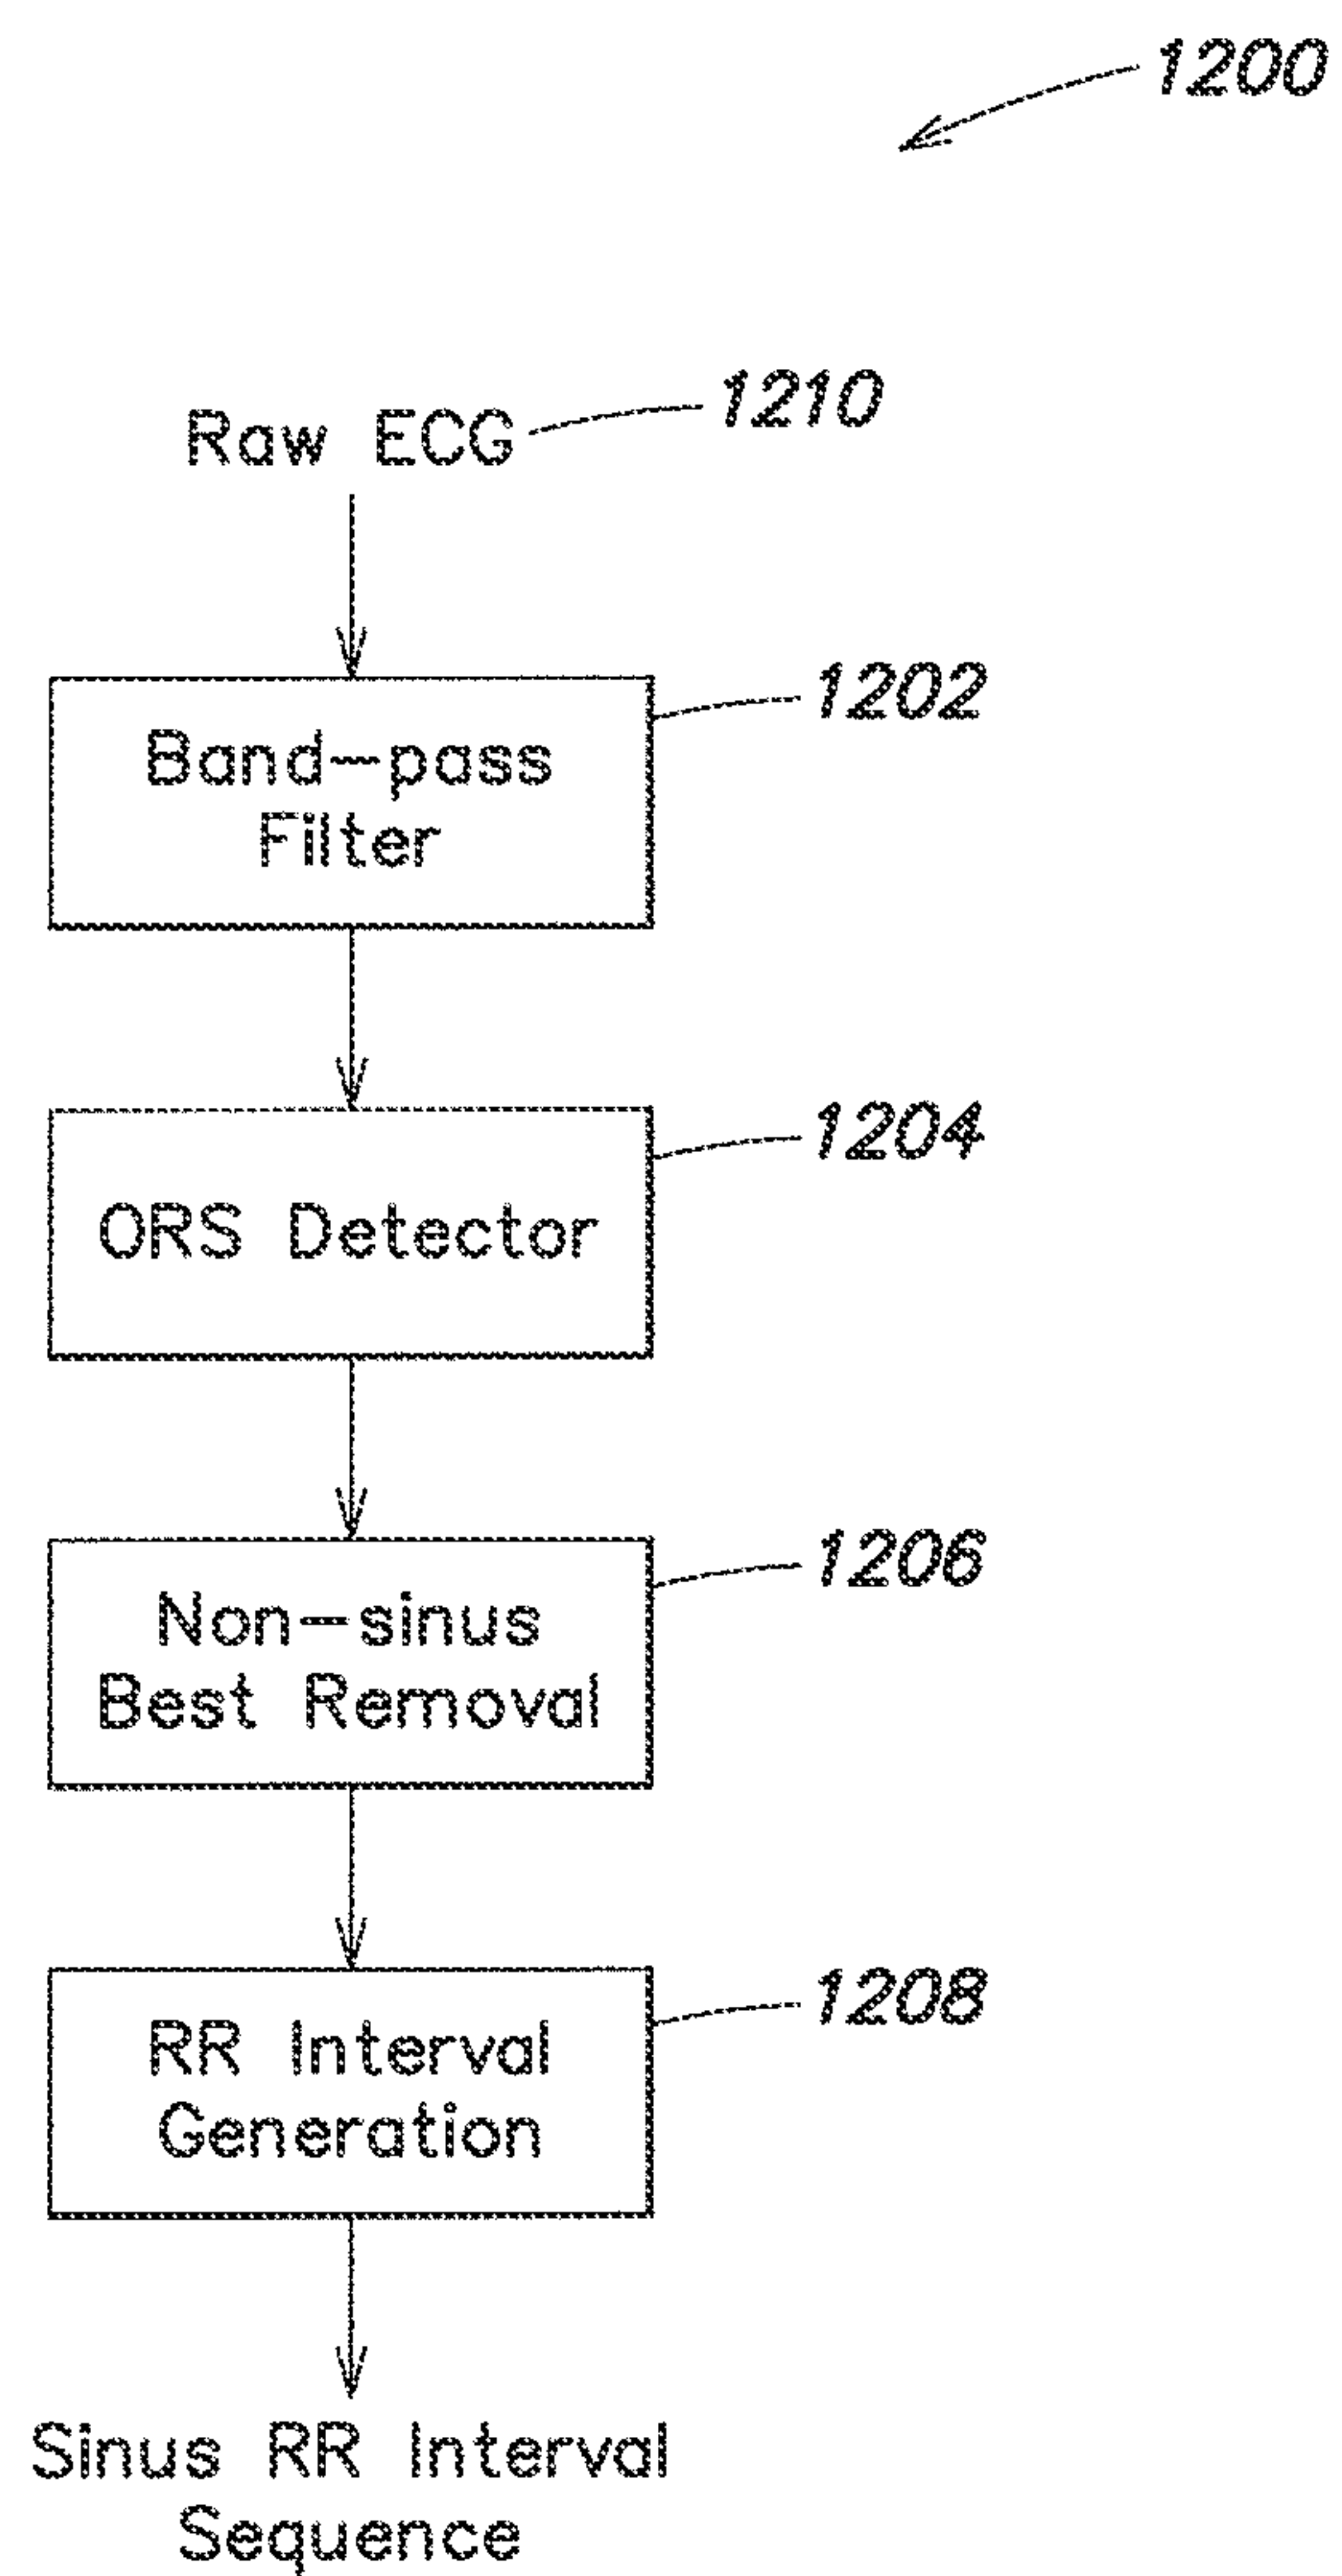 1200
Raw ECG
1210
1202
Band-pass
Filter
1204
ORS Detector
1206
Non-sinus
Best Removal
1208
RR Interval
Generation
Sinus RR Interval
Sequence